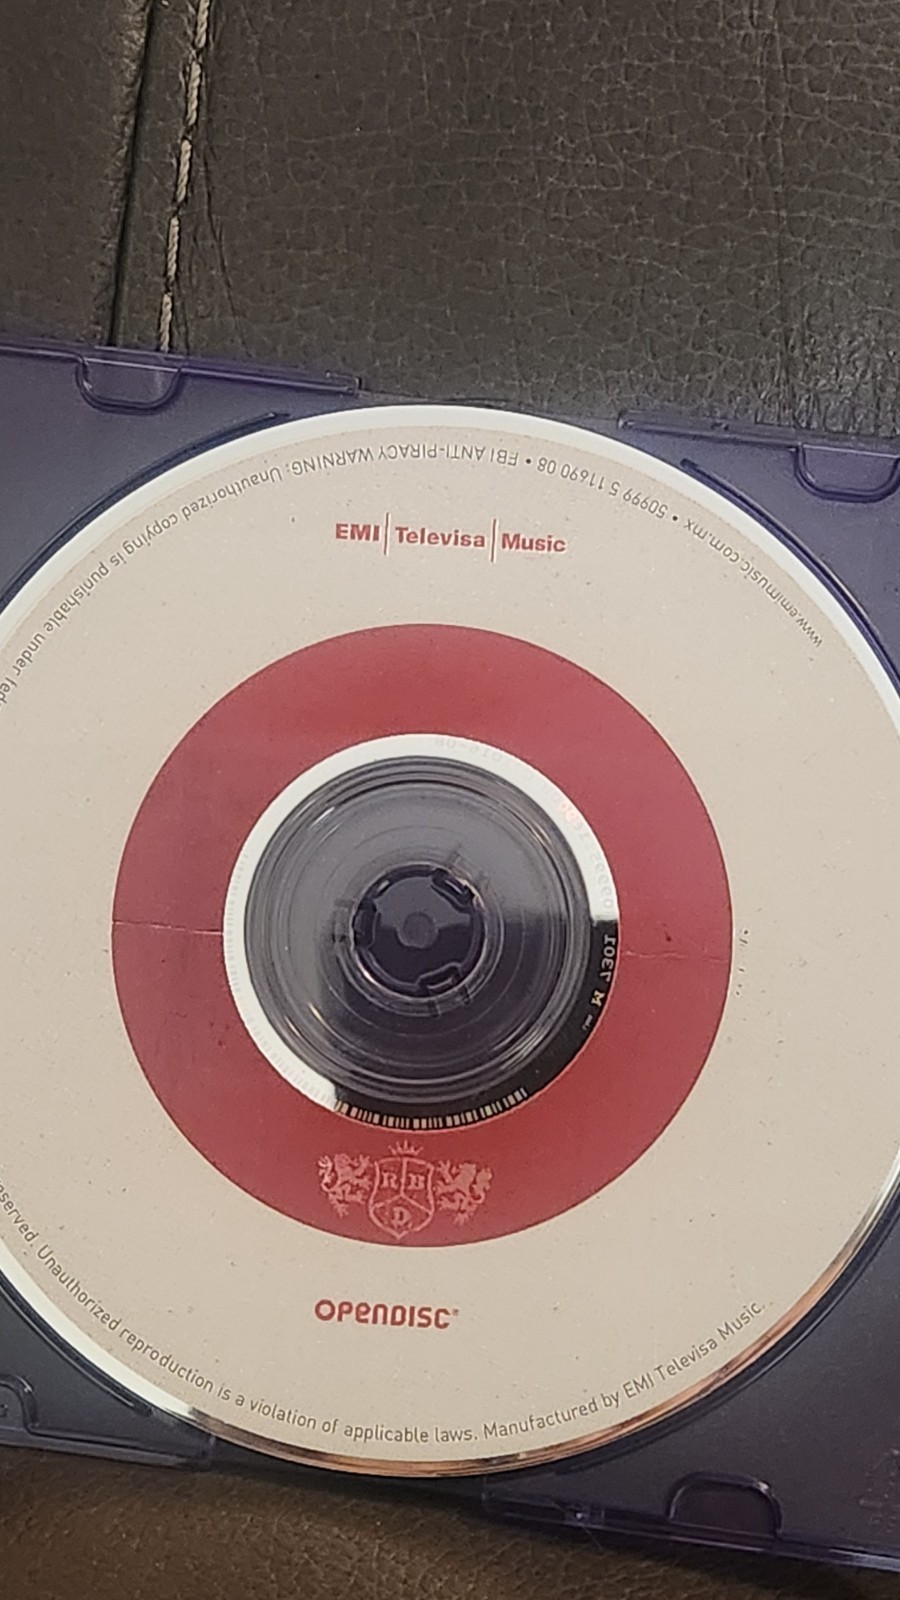 EMI Televisa Music
www.emimusic.com.mx • 50999 5 11690 08 • FBI ANTI-PIRACY WARNING: Unauthorized copying is punishable under
R B
D
OPENDISC®
Unauthorized reproduction is a violation of applicable laws. Manufactured by EMI Televisa Music.